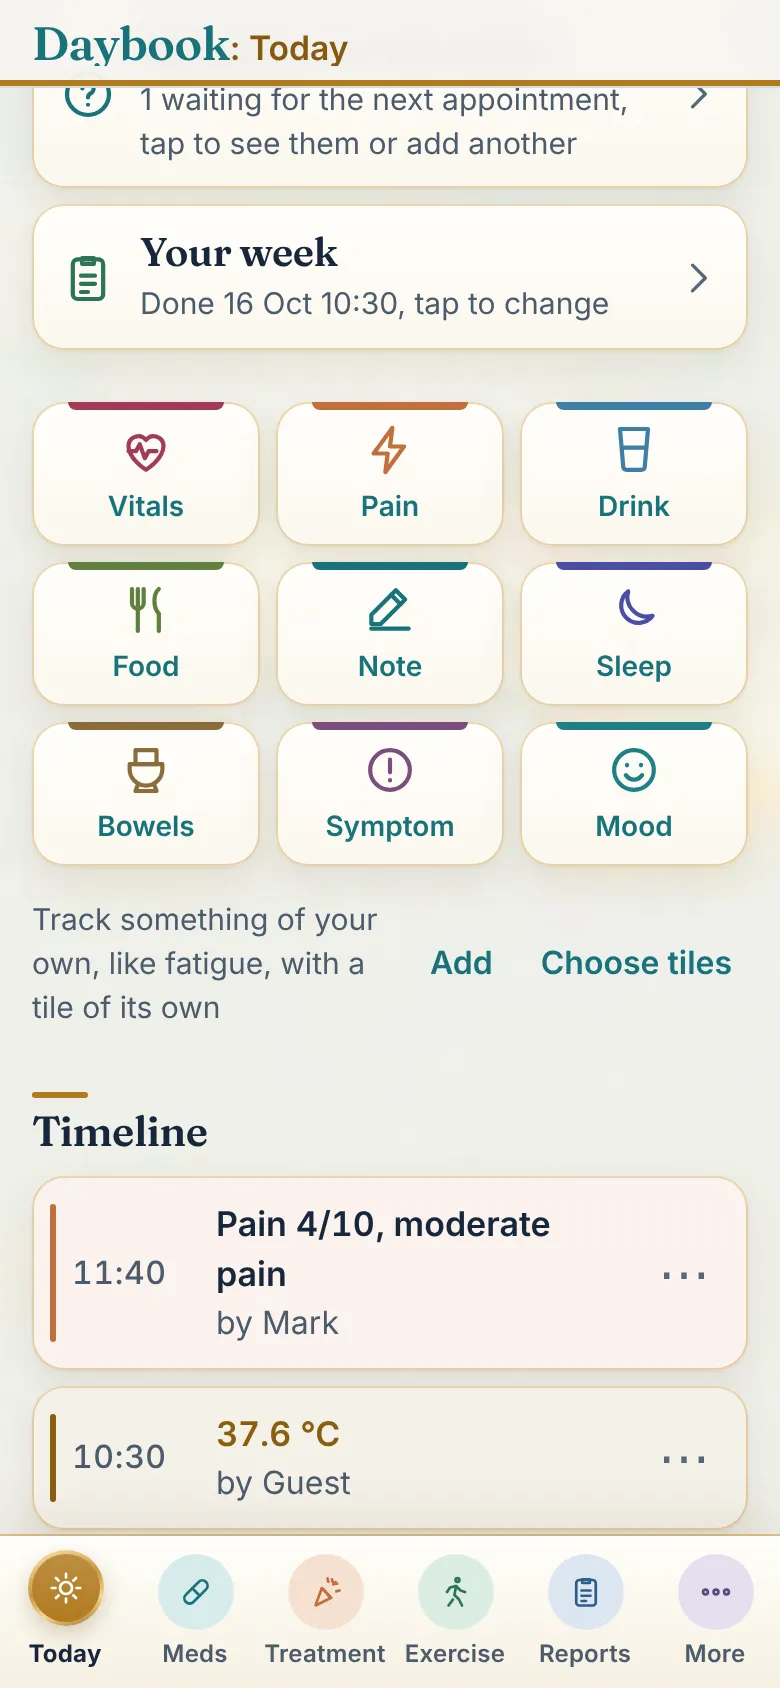 Daybook: Today
1 waiting for the next appointment,
tap to see them or add another
Your week
Done 16 Oct 10:30, tap to change
Vitals
Pain
Drink
Food
Note
Sleep
Bowels
Symptom
Mood
Track something of your
own, like fatigue, with a
tile of its own
Add
Choose tiles
Timeline
11:40
Pain 4/10, moderate
pain
by Mark
10:30
37.6 °C
by Guest
Today
Meds
Treatment
Exercise
Reports
More